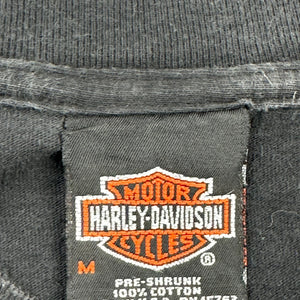 MOTOR
HARLEY-DAVIDSON
CYCLES
®
M
PRE-SHRUNK
100% COTTON